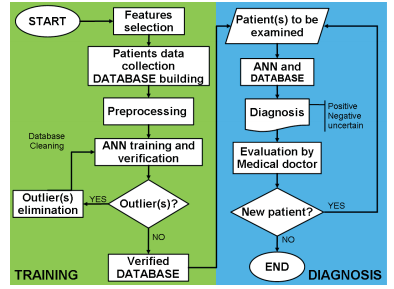 START
Features
selection
Patients data
collection
DATABASE building
Preprocessing
Database
Cleaning
ANN training and
verification
Outlier(s)
elimination
YES
Outlier(s)?
NO
Verified
DATABASE
TRAINING
Patient(s) to be
examined
ANN and
DATABASE
Diagnosis
Positive
Negative
uncertain
Evaluation by
Medical doctor
New patient?
YES
NO
END
DIAGNOSIS